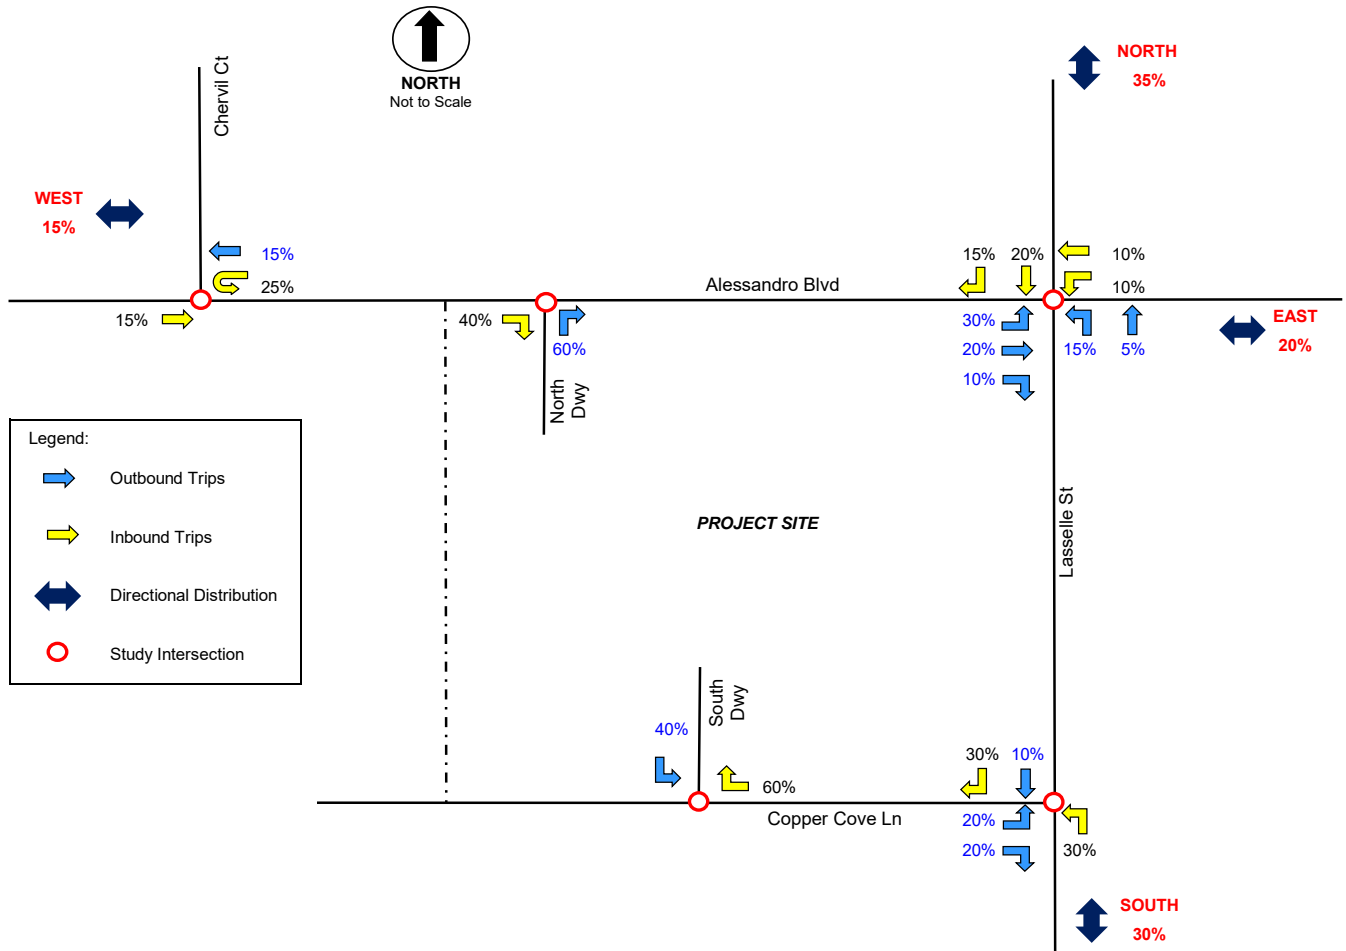 NORTH
Not to Scale
Chervil Ct
NORTH
35%
WEST
15%
15%
25%
15%
Alessandro Blvd
15%
20%
10%
10%
40%
60%
30%
20%
10%
15%
5%
EAST
20%
North
Dwy
Legend:
Outbound Trips
Inbound Trips
Directional Distribution
Study Intersection
PROJECT SITE
Lasselle St
South
Dwy
40%
60%
30%
10%
Copper Cove Ln
20%
20%
30%
SOUTH
30%